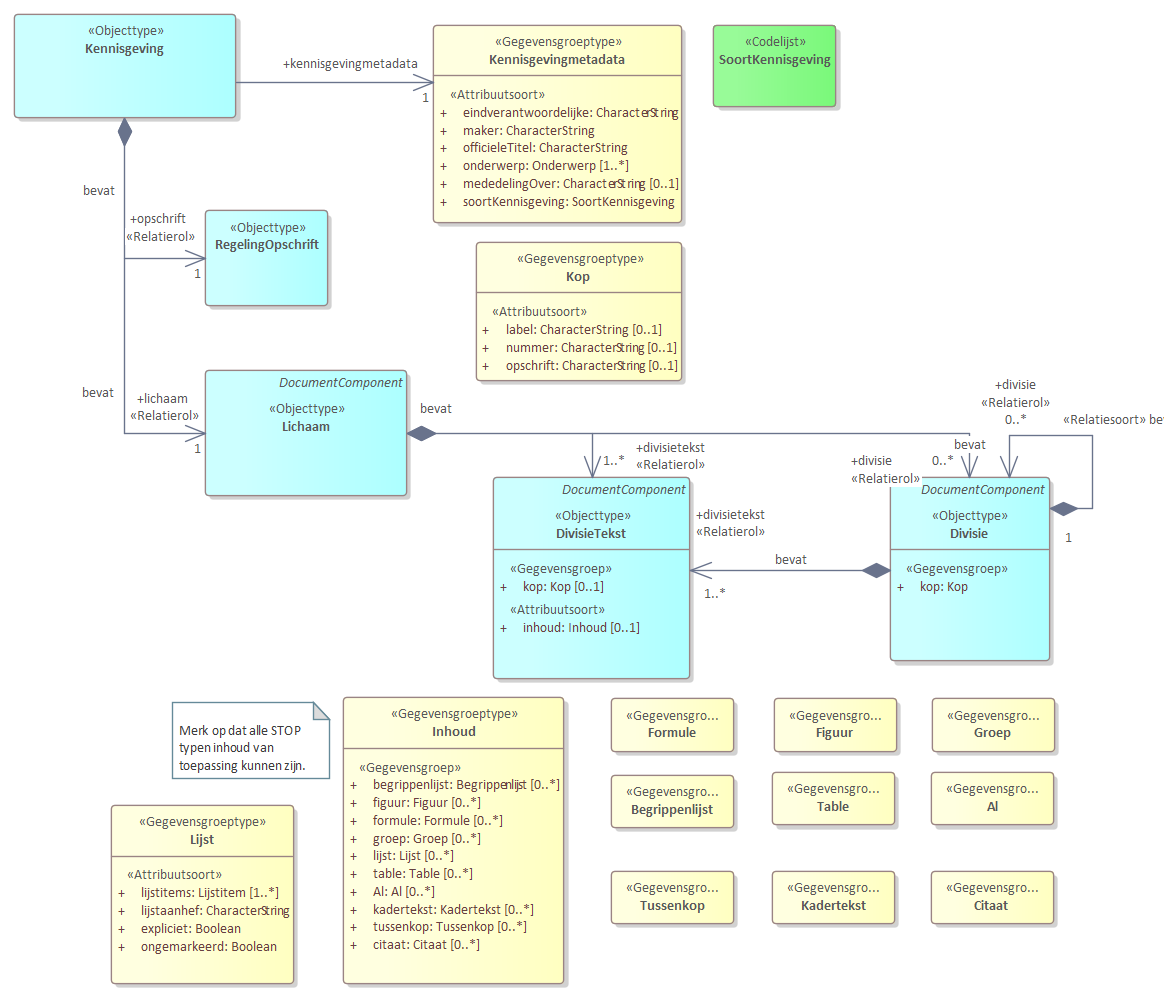 «Objecttype»
Kennisgeving
+kennisgevingmetadata
1
«Gegevensgroeptype»
Kennisgevingmetadata
«Attribuutsoort»
+ eindverantwoordelijke: CharacterString
+ maker: CharacterString
+ officieleTitel: CharacterString
+ onderwerp: Onderwerp [1..*]
+ mededelingOver: CharacterString [0..1]
+ soortKennisgeving: SoortKennisgeving
«Codelijst»
SoortKennisgeving
bevat
+opschrift
«Relatierol»
1
«Objecttype»
RegelingOpschrift
«Gegevensgroeptype»
Kop
«Attribuutsoort»
+ label: CharacterString [0..1]
+ nummer: CharacterString [0..1]
+ opschrift: CharacterString [0..1]
bevat
+lichaam
«Relatierol»
1
DocumentComponent
«Objecttype»
Lichaam
bevat
+divisietekst
«Relatierol»
1..*
+divisie
«Relatierol»
0..*
bevat
+divisie
«Relatierol»
0..*
«Relatiesoort» be
1
DocumentComponent
«Objecttype»
DivisieTekst
«Gegevensgroep»
+ kop: Kop [0..1]
«Attribuutsoort»
+ inhoud: Inhoud [0..1]
+divisietekst
«Relatierol»
bevat
1..*
DocumentComponent
«Objecttype»
Divisie
«Gegevensgroep»
+ kop: Kop
Merk op dat alle STOP
typen inhoud van
toepassing kunnen zijn.
«Gegevensgroeptype»
Lijst
«Attribuutsoort»
+ lijstitems: Lijstitem [1..*]
+ lijstaanhef: CharacterString
+ expliciet: Boolean
+ ongemarkeerd: Boolean
«Gegevensgroeptype»
Inhoud
«Gegevensgroep»
+ begrippenlijst: Begrippenlijst [0..*]
+ figuur: Figuur [0..*]
+ formule: Formule [0..*]
+ groep: Groep [0..*]
+ lijst: Lijst [0..*]
+ table: Table [0..*]
+ Al: Al [0..*]
+ kadertekst: Kadertekst [0..*]
+ tussenkop: Tussenkop [0..*]
+ citaat: Citaat [0..*]
«Gegevensgro...
Formule
«Gegevensgro...
Figuur
«Gegevensgro...
Groep
«Gegevensgro...
Begrippenlijst
«Gegevensgro...
Table
«Gegevensgro...
Al
«Gegevensgro...
Tussenkop
«Gegevensgro...
Kadertekst
«Gegevensgro...
Citaat